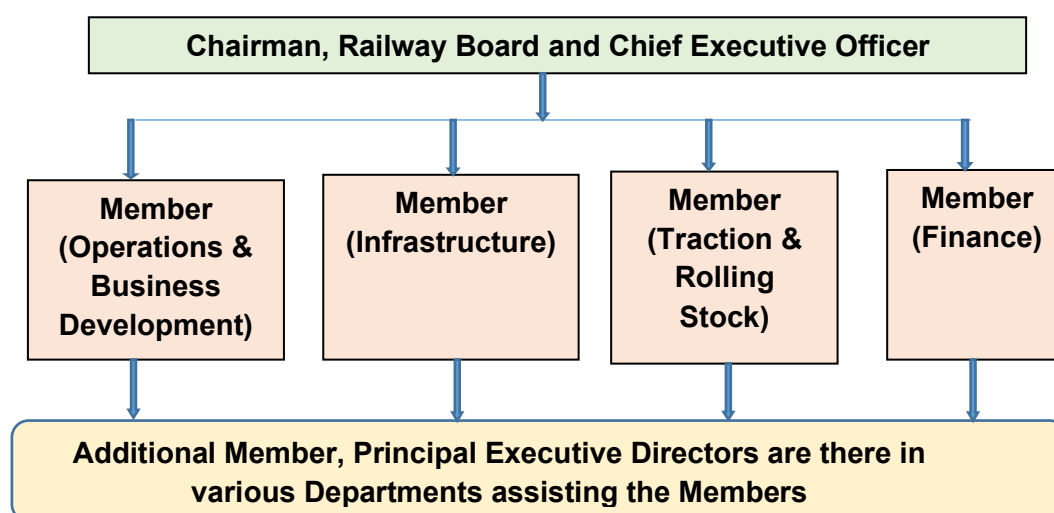 Chairman, Railway Board and Chief Executive Officer
Member
(Operations &
Business
Development)
Member
(Infrastructure)
Member
(Traction &
Rolling
Stock)
Member
(Finance)
Additional Member, Principal Executive Directors are there in
various Departments assisting the Members